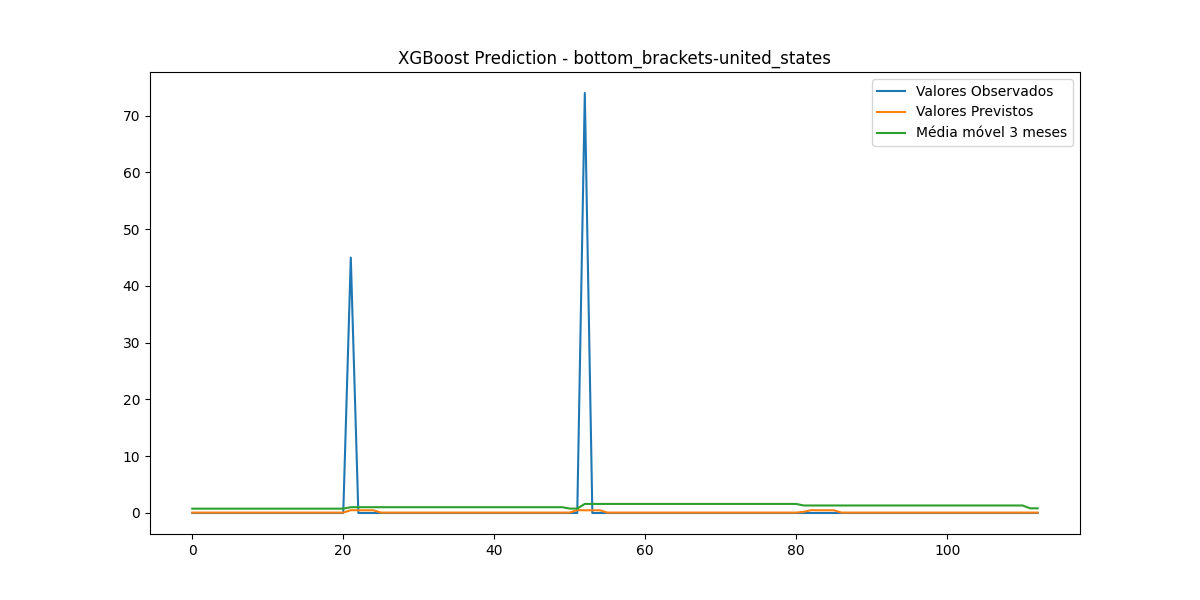 XGBoost Prediction - bottom_brackets-united_states
Valores Observados
Valores Previstos
Média móvel 3 meses
70
60
50
40
30
20
10
0
0 20 40 60 80 100